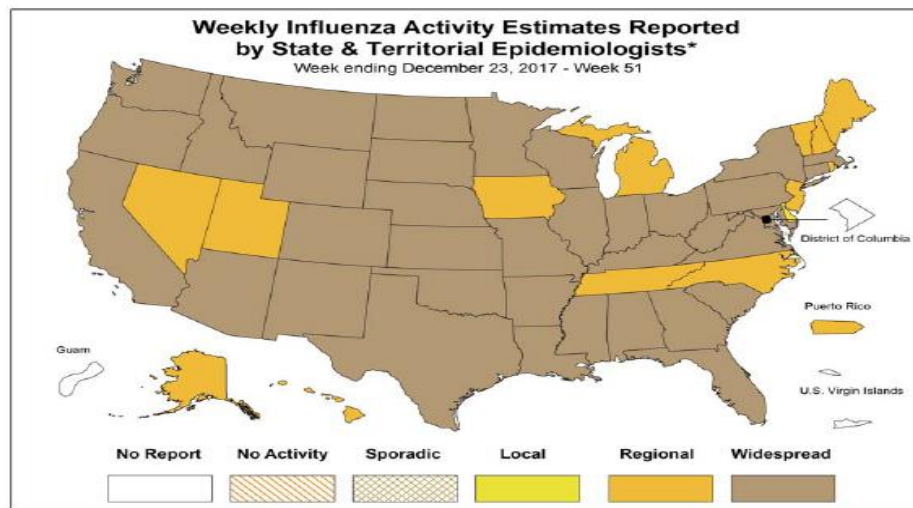 Weekly Influenza Activity Estimates Reported
by State & Territorial Epidemiologists*
Week ending December 23, 2017 - Week 51
District of Columbia
Puerto Rico
Guam
U.S. Virgin Islands
No Report No Activity Sporadic Local Regional Widespread